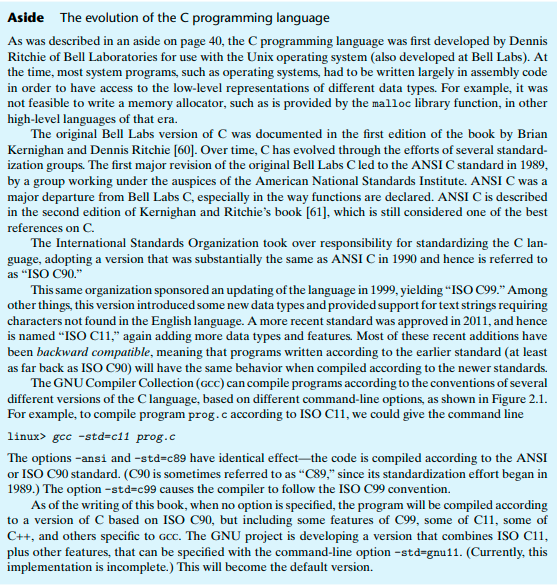 Aside The evolution of the C programming language
As was described in an aside on page 40, the C programming language was first developed by Dennis
Ritchie of Bell Laboratories for use with the Unix operating system (also developed at Bell Labs). At
the time, most system programs, such as operating systems, had to be written largely in assembly code
in order to have access to the low-level representations of different data types. For example, it was
not feasible to write a memory allocator, such as is provided by the malloc library function, in other
high-level languages of that era.
The original Bell Labs version of C was documented in the first edition of the book by Brian
Kernighan and Dennis Ritchie [60]. Over time, C has evolved through the efforts of several standard-
ization groups. The first major revision of the original Bell Labs C led to the ANSI C standard in 1989,
by a group working under the auspices of the American National Standards Institute. ANSI C was a
major departure from Bell Labs C, especially in the way functions are declared. ANSI C is described
in the second edition of Kernighan and Ritchie's book [61], which is still considered one of the best
references on C.
The International Standards Organization took over responsibility for standardizing the C lan-
guage, adopting a version that was substantially the same as ANSI C in 1990 and hence is referred to
as “ISO C90.”
This same organization sponsored an updating of the language in 1999, yielding “ISO C99.” Among
other things, this version introduced some new data types and provided support for text strings requiring
characters not found in the English language. A more recent standard was approved in 2011, and hence
is named “ISO C11,” again adding more data types and features. Most of these recent additions have
been backward compatible, meaning that programs written according to the earlier standard (at least
as far back as ISO C90) will have the same behavior when compiled according to the newer standards.
The GNU Compiler Collection (GCC) can compile programs according to the conventions of several
different versions of the C language, based on different command-line options, as shown in Figure 2.1.
For example, to compile program prog.c according to ISO C11, we could give the command line
linux> gcc -std=c11 prog.c
The options -ansi and -std=c89 have identical effect—the code is compiled according to the ANSI
or ISO C90 standard. (C90 is sometimes referred to as “C89,” since its standardization effort began in
1989.) The option -std=c99 causes the compiler to follow the ISO C99 convention.
As of the writing of this book, when no option is specified, the program will be compiled according
to a version of C based on ISO C90, but including some features of C99, some of C11, some of
C++, and others specific to GCC. The GNU project is developing a version that combines ISO C11,
plus other features, that can be specified with the command-line option -std=gnu11. (Currently, this
implementation is incomplete.) This will become the default version.